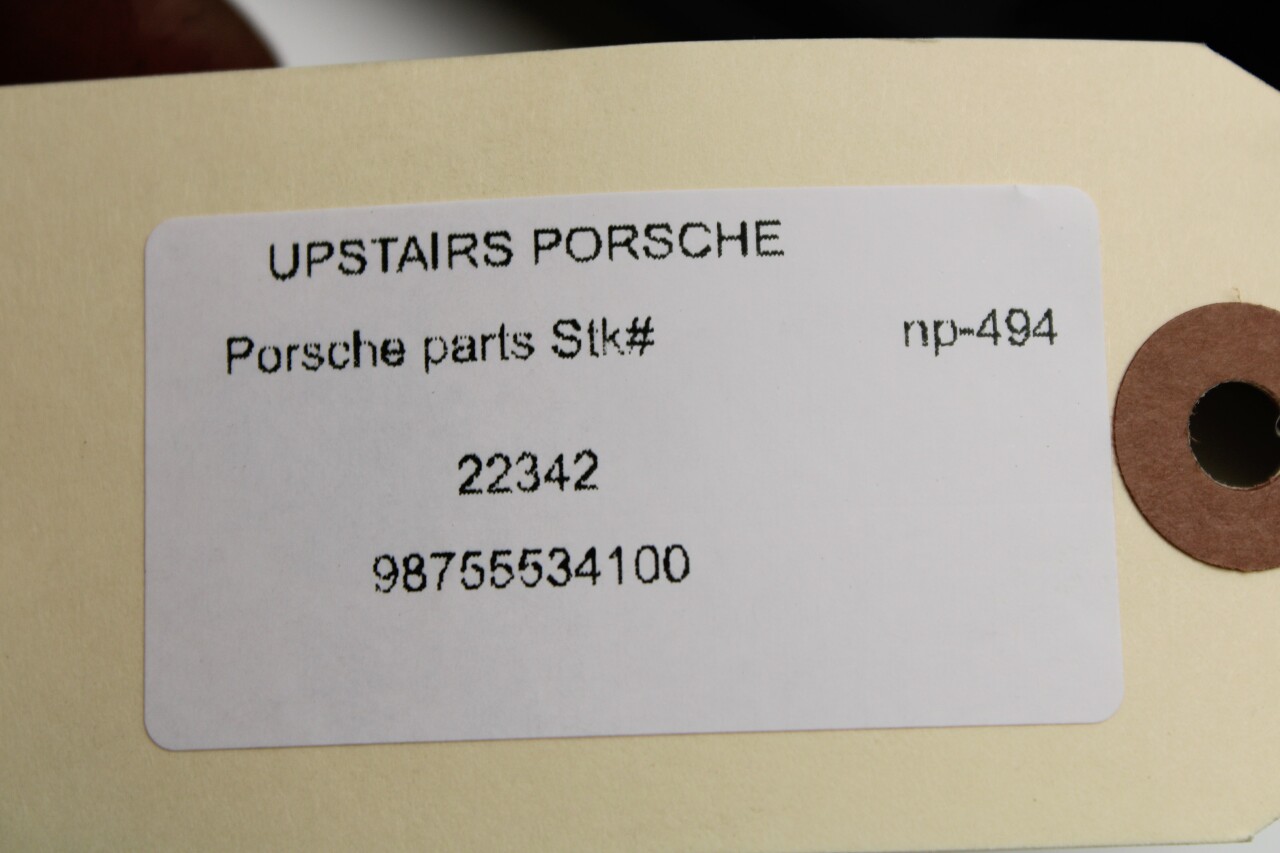 UPSTAIRS PORSCHE
Porsche parts Stk# np-494
22342
98755534100